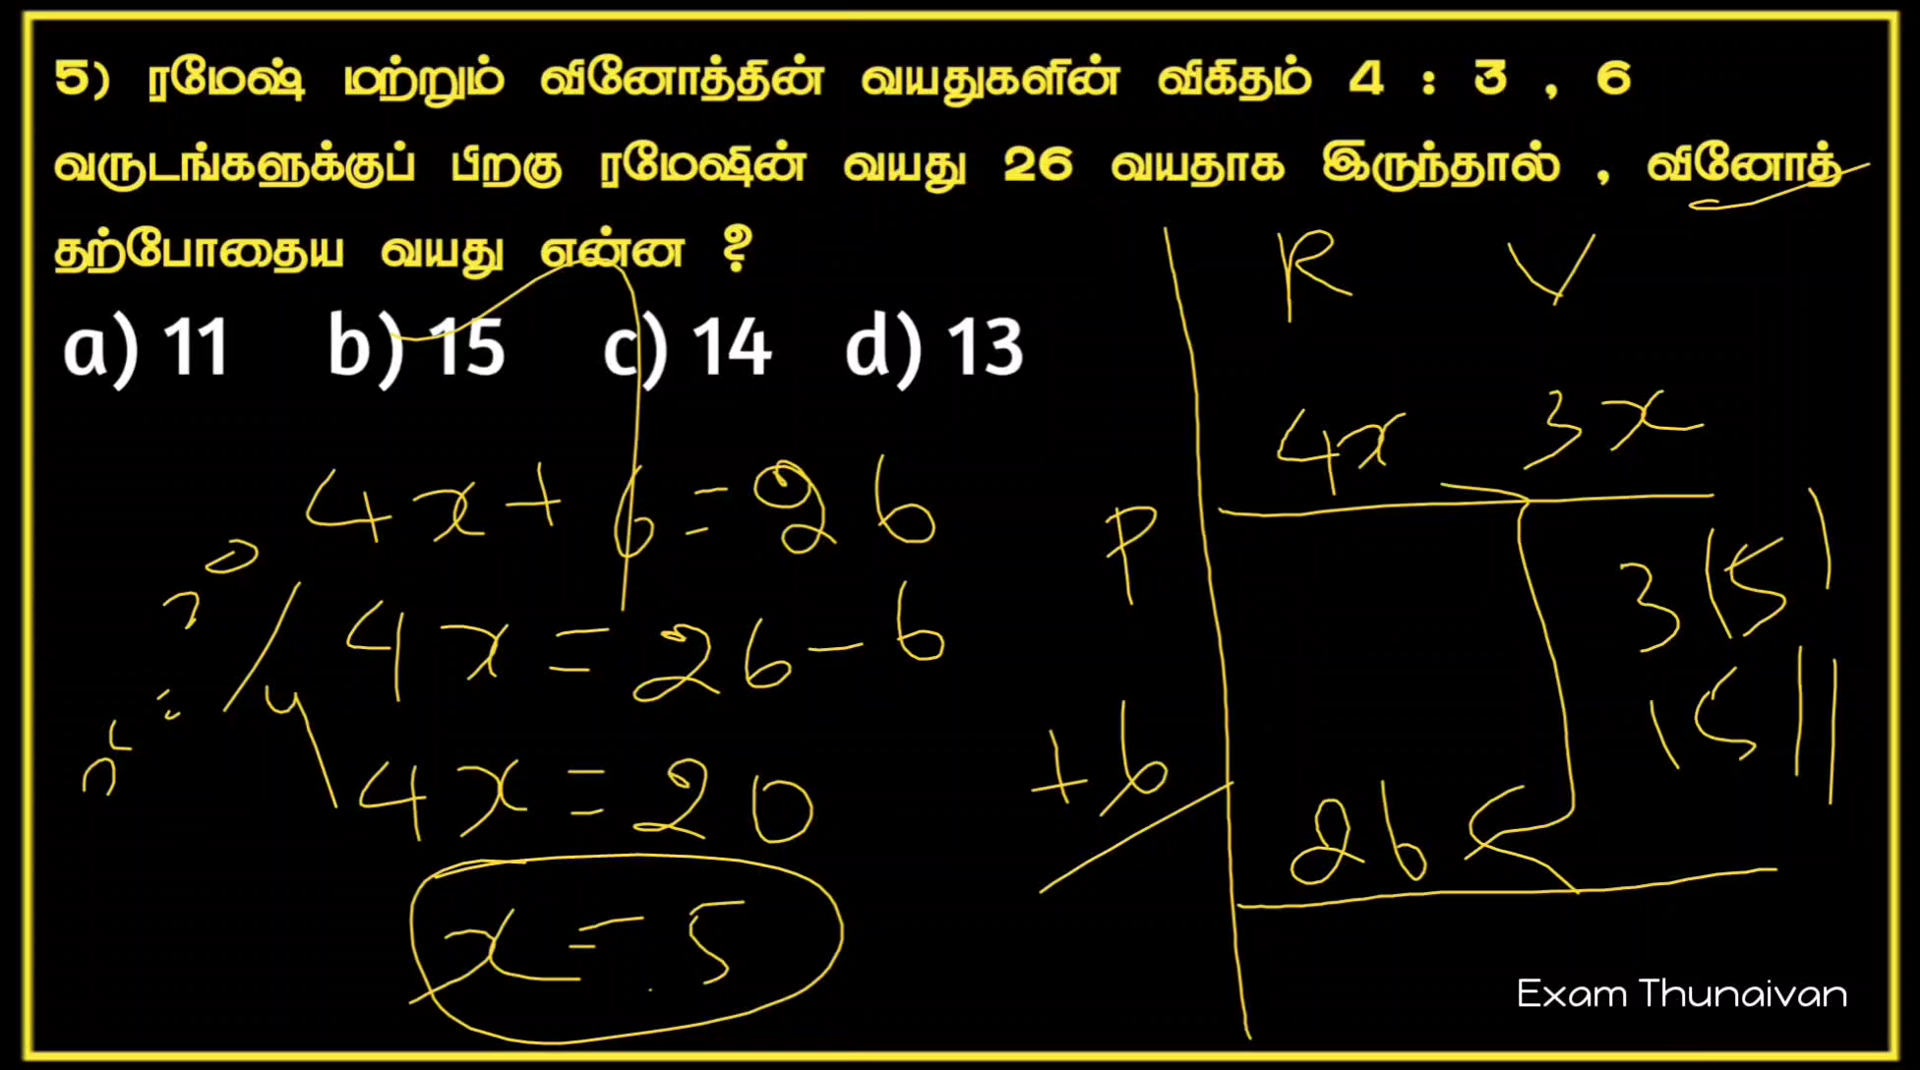 5) ரமேஷ் மற்றும் வினோத்தின் வயதுகளின் விகிதம் 4 : 3 , 6
வருடங்களுக்குப் பிறகு ரமேஷின் வயது 26 வயதாக இருந்தால் , வினோத்
தற்போதைய வயது என்ன ?
a) 11 b) 15 c) 14 d) 13
R V
4x 3x
4x + 6 = 26
P 3(5)
4x = 26 - 6
15
4x = 20
+6
26
x = 5
Exam Thunaivan